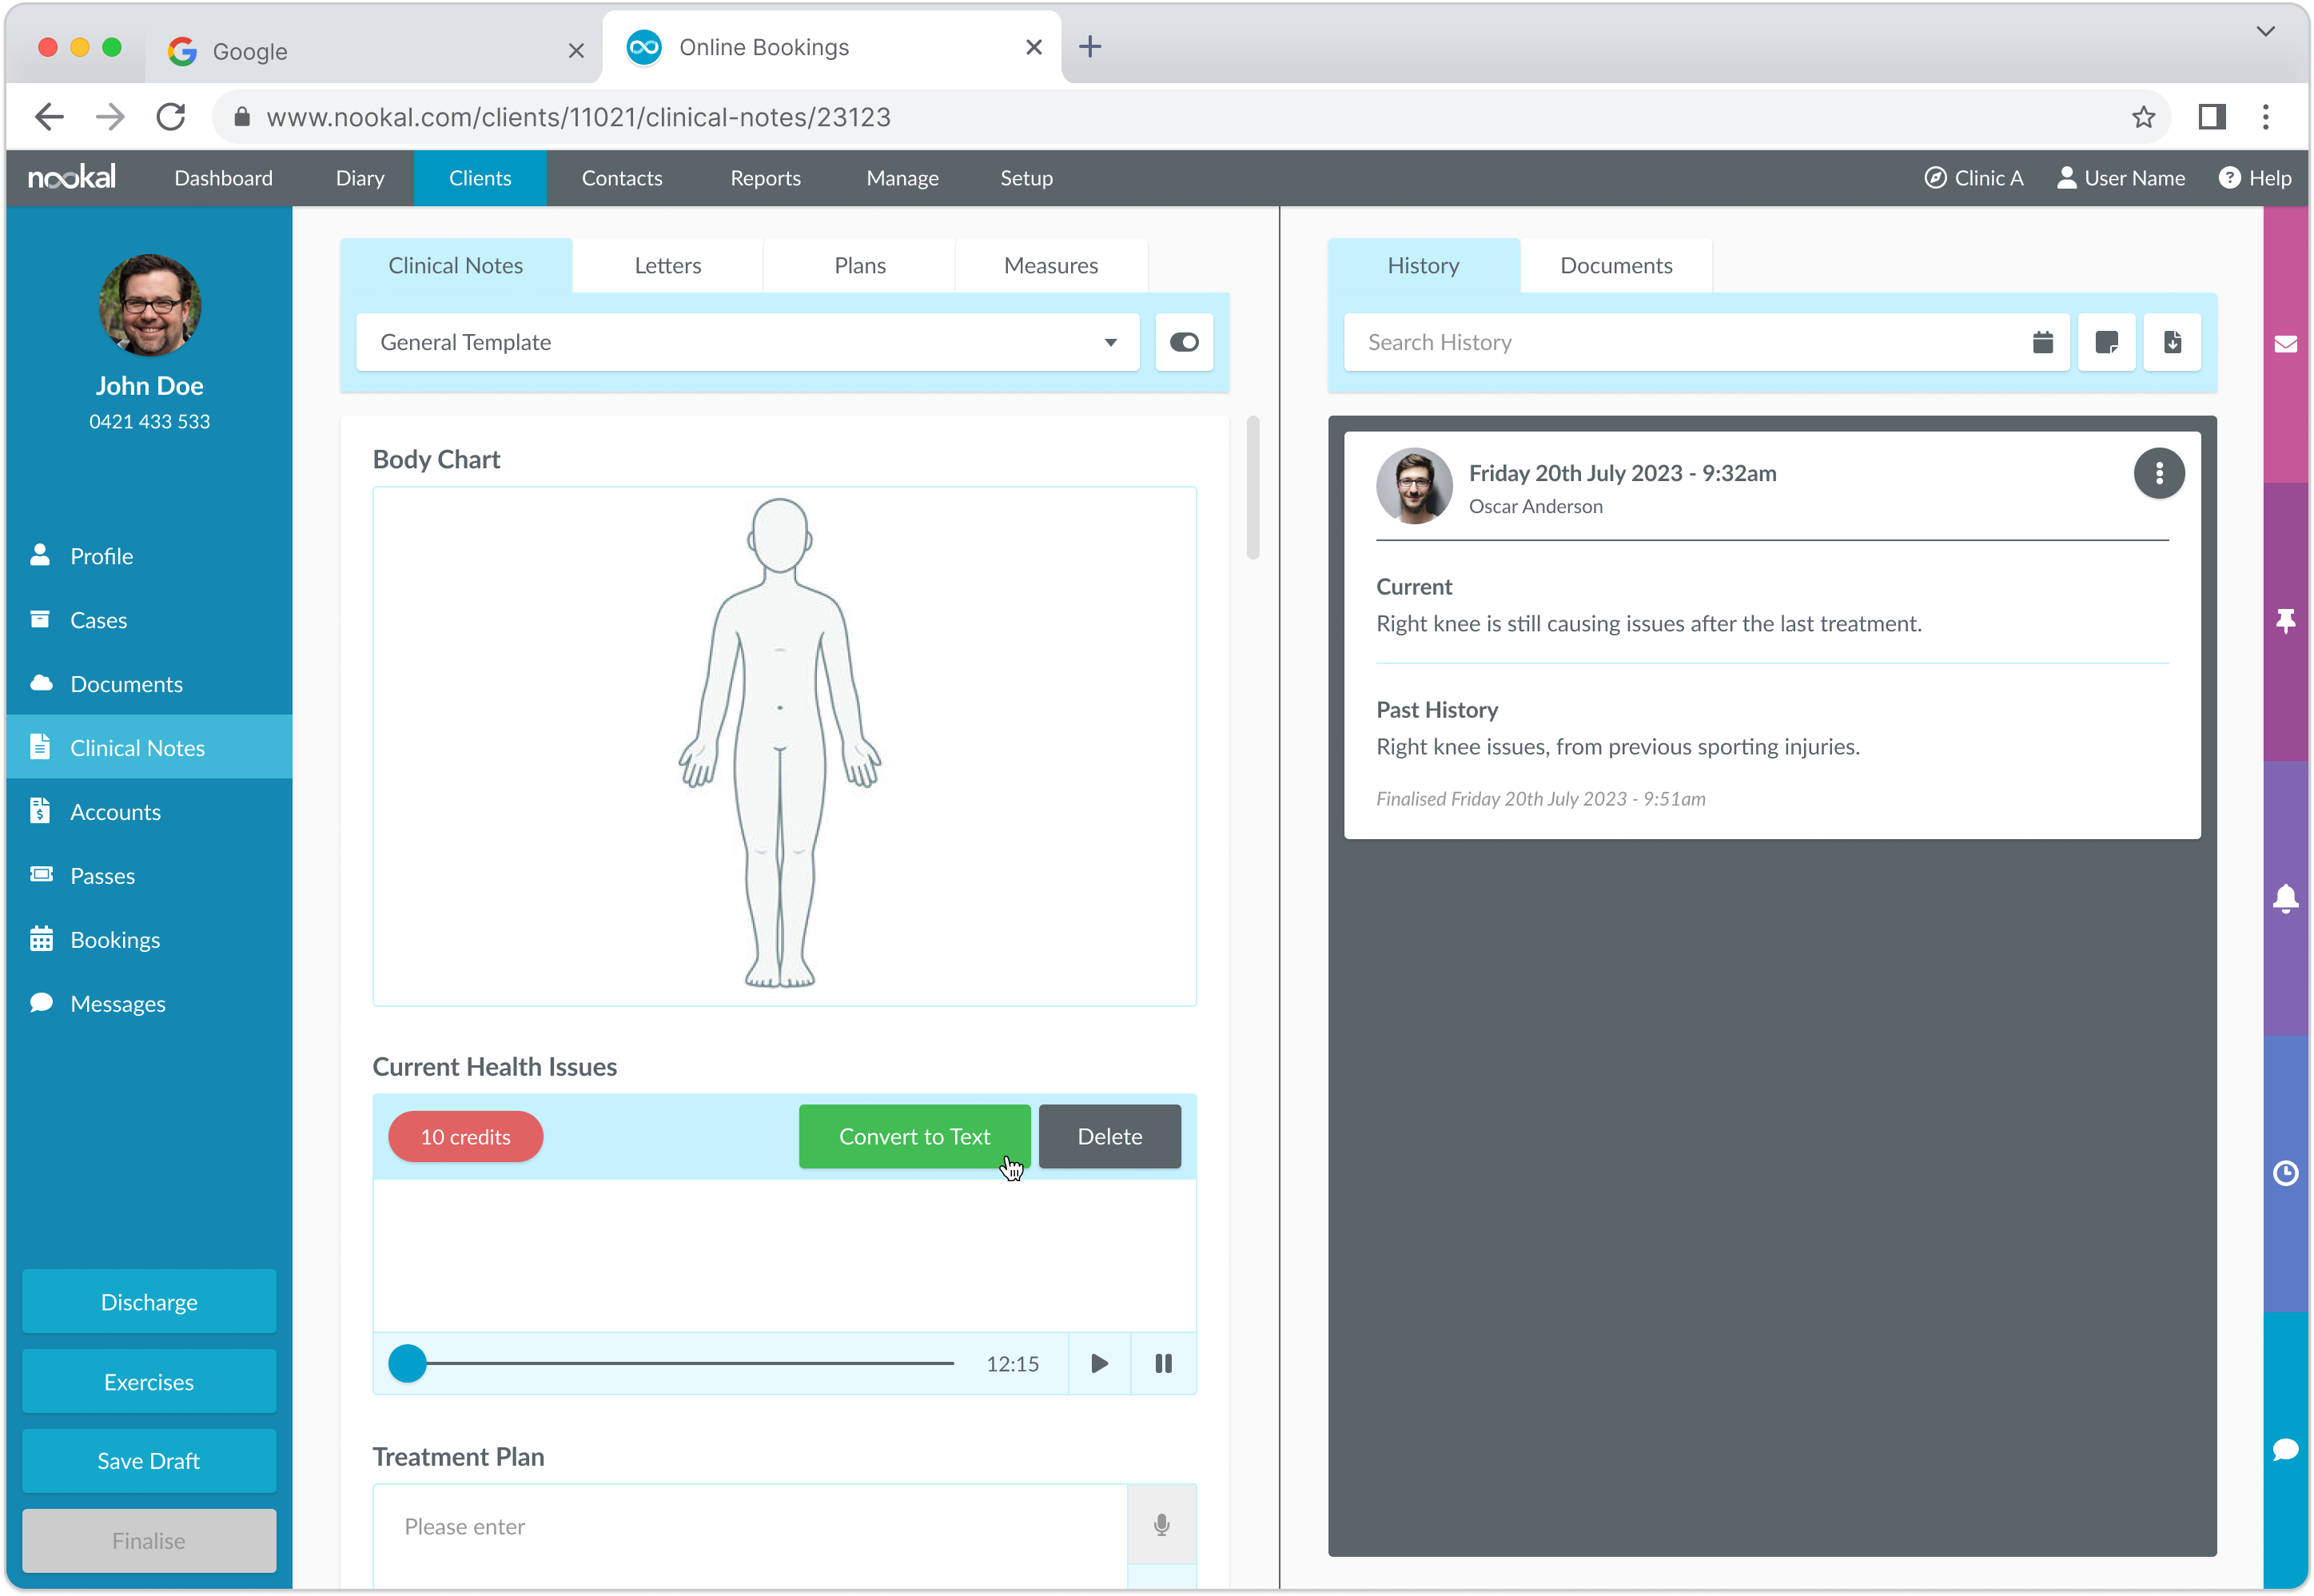 Google
Online Bookings
www.nookal.com/clients/11021/clinical-notes/23123
nookal
Dashboard
Diary
Clients
Contacts
Reports
Manage
Setup
Clinic A
User Name
Help
John Doe
0421 433 533
Profile
Cases
Documents
Clinical Notes
Accounts
Passes
Bookings
Messages
Discharge
Exercises
Save Draft
Finalise
Clinical Notes
Letters
Plans
Measures
General Template
Body Chart
Current Health Issues
10 credits
Convert to Text
Delete
12:15
Treatment Plan
Please enter
History
Documents
Search History
Friday 20th July 2023 - 9:32am
Oscar Anderson
Current
Right knee is still causing issues after the last treatment.
Past History
Right knee issues, from previous sporting injuries.
Finalised Friday 20th July 2023 - 9:51am